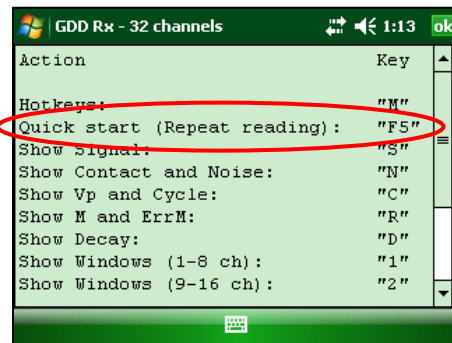 GDD Rx - 32 channels 1:13 ok
Action Key
Hotkeys: "M"
Quick start (Repeat reading): "F5"
Show Signal: "S"
Show Contact and Noise: "N"
Show Vp and Cycle: "C"
Show M and ErrM: "R"
Show Decay: "D"
Show Windows (1-8 ch): "1"
Show Windows (9-16 ch): "2"